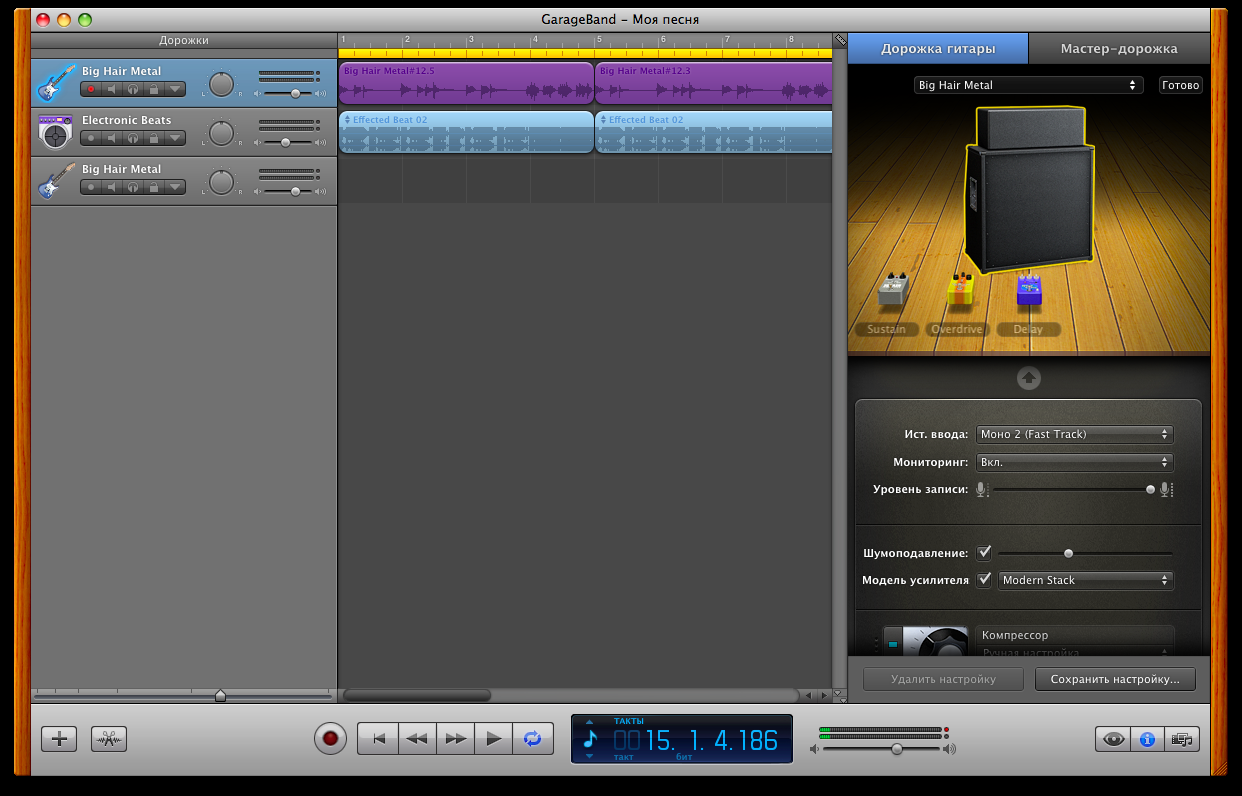 GarageBand – Моя песня
Дорожки
1 2 3 4 5 6 7 8
Дорожка гитары Мастер-дорожка
Big Hair Metal Готово
Big Hair Metal
L R
Big Hair Metal#12.5 Big Hair Metal#12.3
Electronic Beats
L R
Effected Beat 02 Effected Beat 02
Big Hair Metal
L R
Sustain Overdrive Delay
Ист. ввода: Моно 2 (Fast Track)
Мониторинг: Вкл.
Уровень записи:
Шумоподавление:
Модель усилителя Modern Stack
Компрессор
Ручная настройка
Удалить настройку Сохранить настройку...
ТАКТЫ
0015. 1. 4.186
такт бит